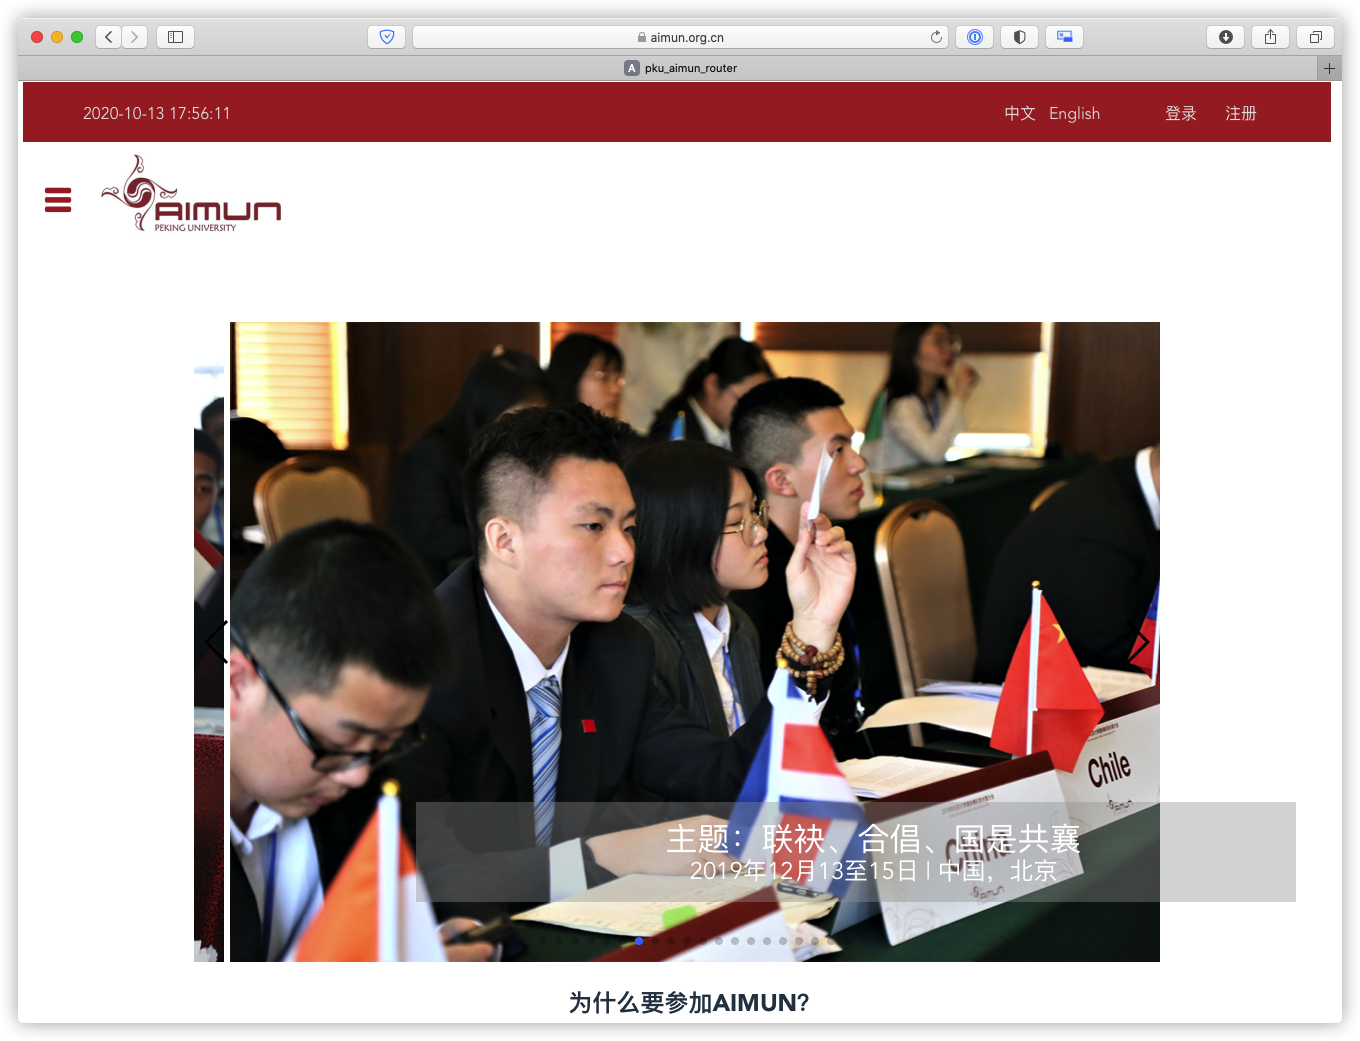 aimun.org.cn
A pku_aimun_router
2020-10-13 17:56:11
中文 English 登录 注册
AIMUN
PEKING UNIVERSITY
Chile
China
主题：联袂、合倡、国是共襄
2019年12月13至15日 | 中国，北京
为什么要参加AIMUN?